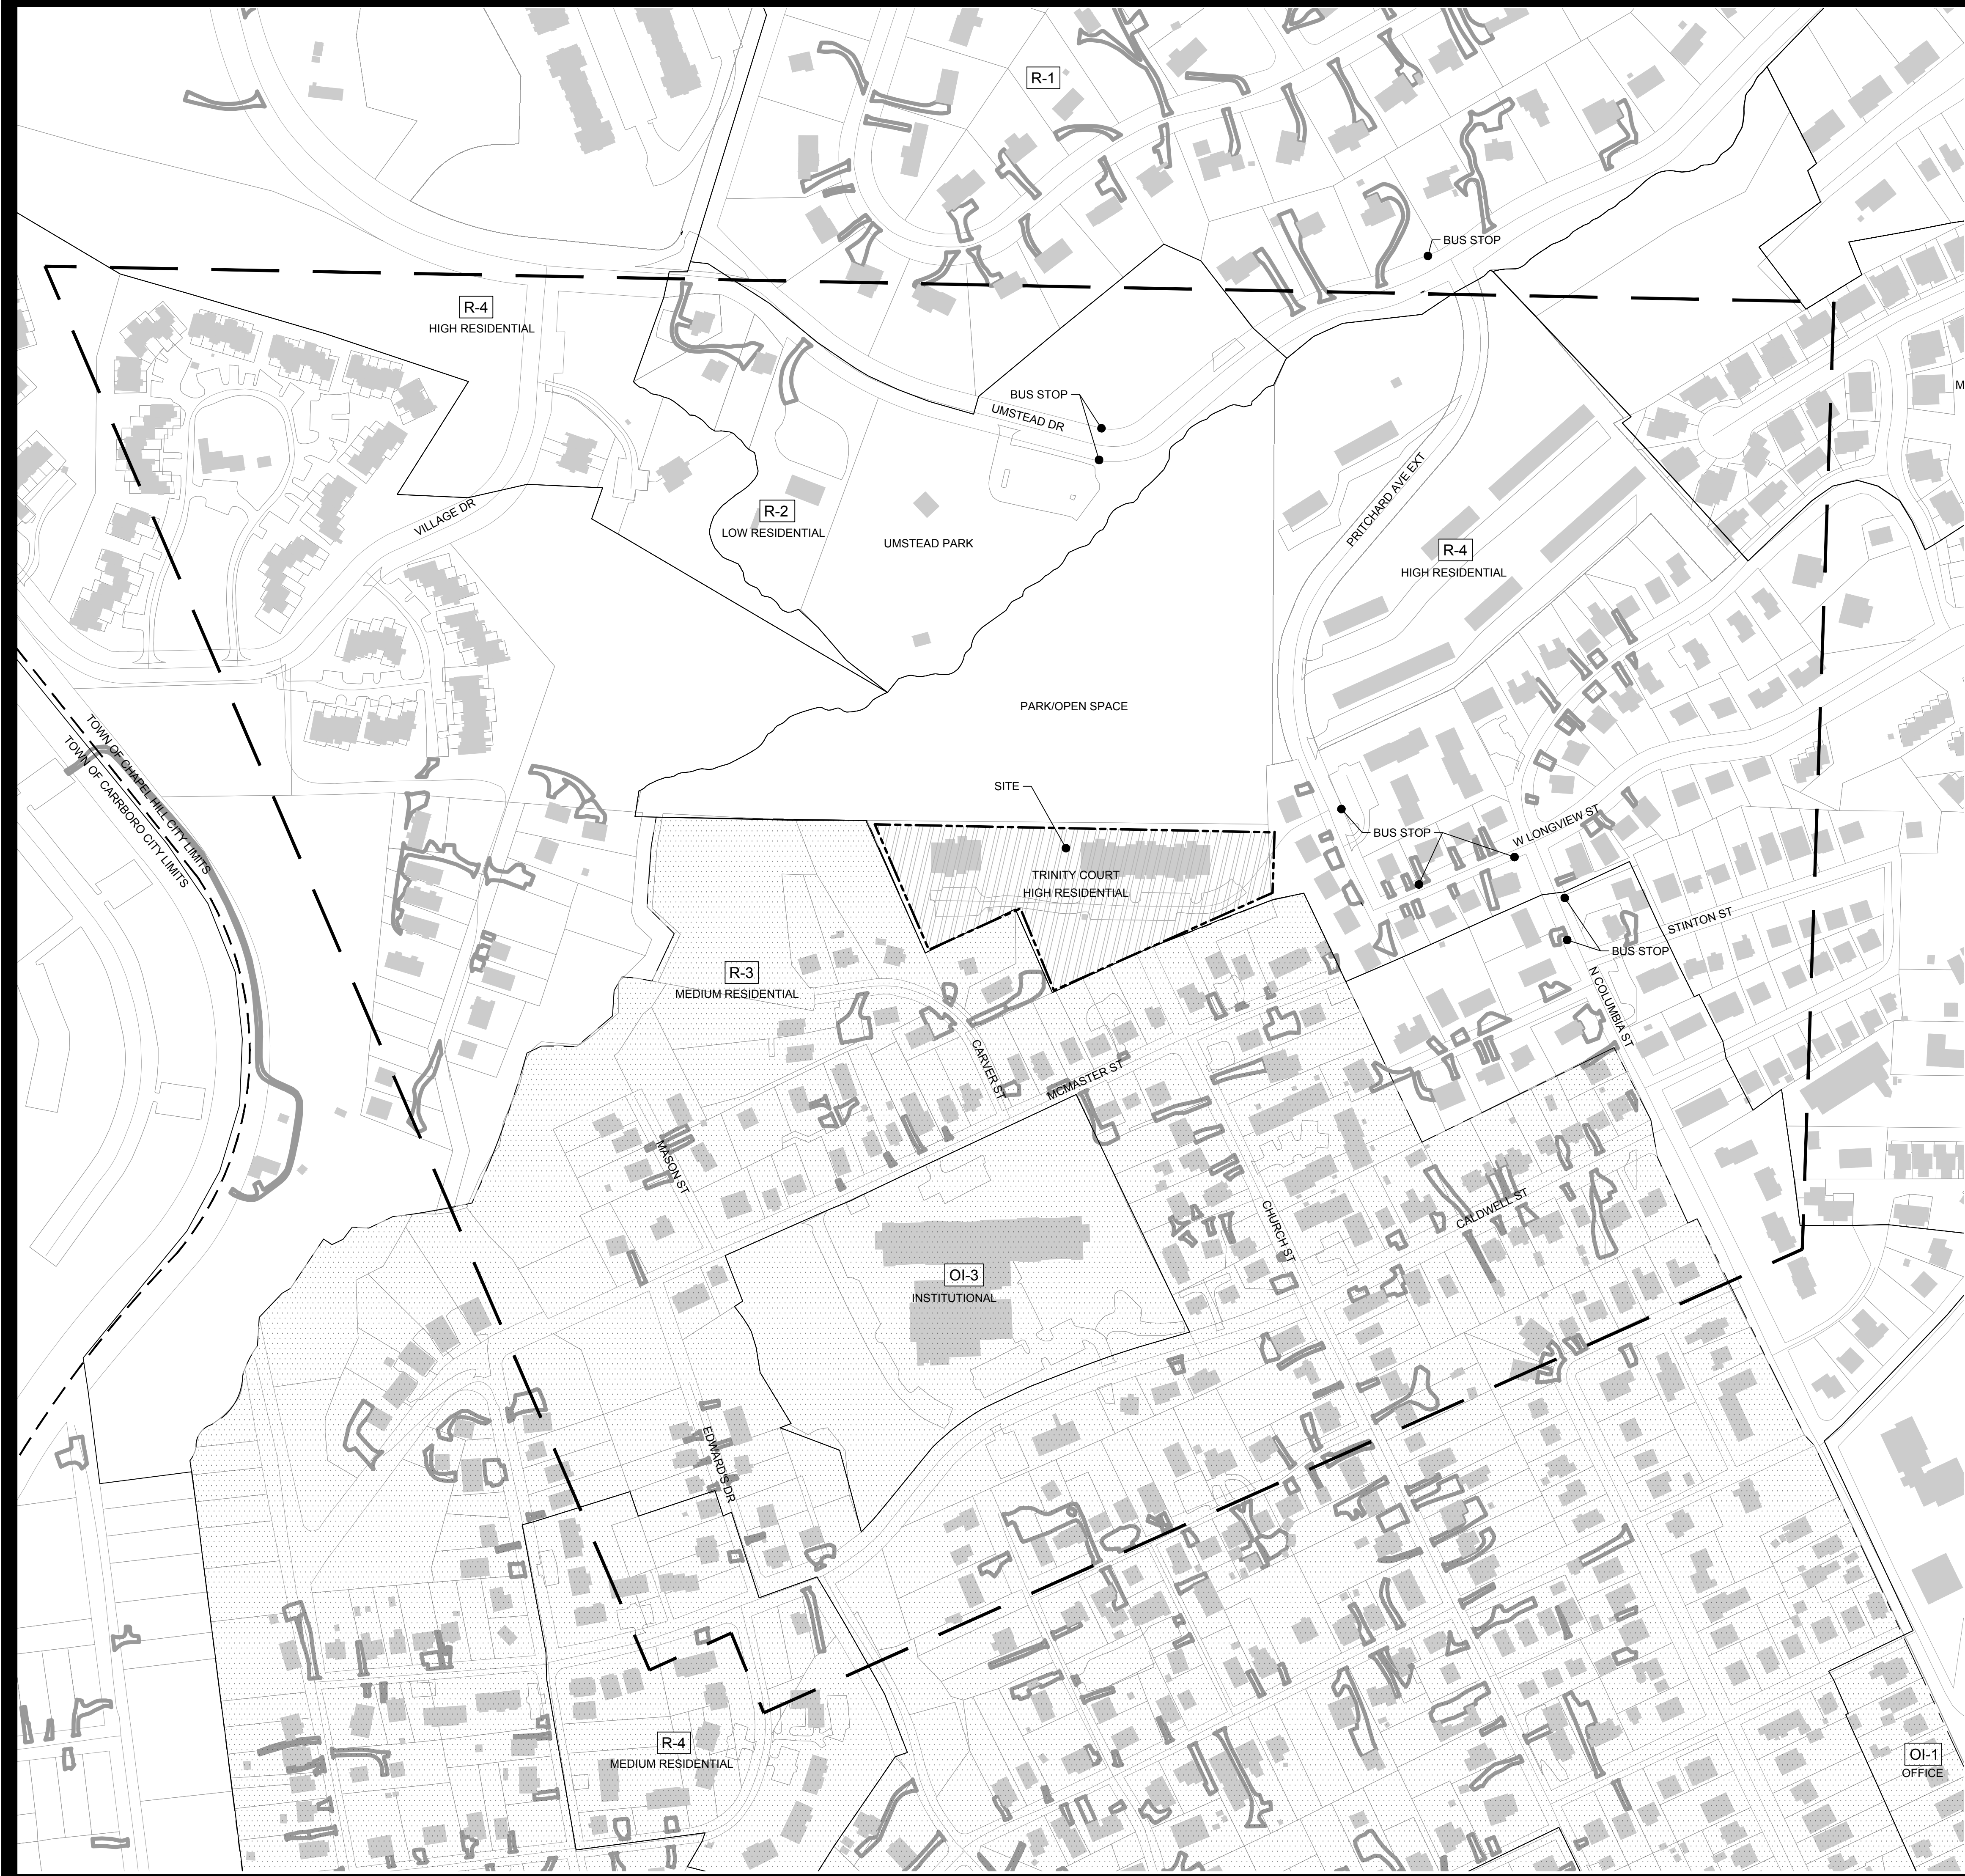 R-1
BUS STOP
R-4
HIGH RESIDENTIAL
M
BUS STOP
UMSTEAD DR
PRITCHARD AVE EXT
VILLAGE DR
R-2
LOW RESIDENTIAL
UMSTEAD PARK
R-4
HIGH RESIDENTIAL
PARK/OPEN SPACE
TOWN OF CHAPEL HILL CITY LIMITS
TOWN OF CARRBORO CITY LIMITS
SITE
BUS STOP
W LONGVIEW ST
TRINITY COURT
HIGH RESIDENTIAL
STINTON ST
BUS STOP
R-3
MEDIUM RESIDENTIAL
N COLUMBIA ST
CARVER ST
MCMASTER ST
MASON ST
CALDWELL ST
CHURCH ST
OI-3
INSTITUTIONAL
EDWARDS DR
R-4
MEDIUM RESIDENTIAL
OI-1
OFFICE